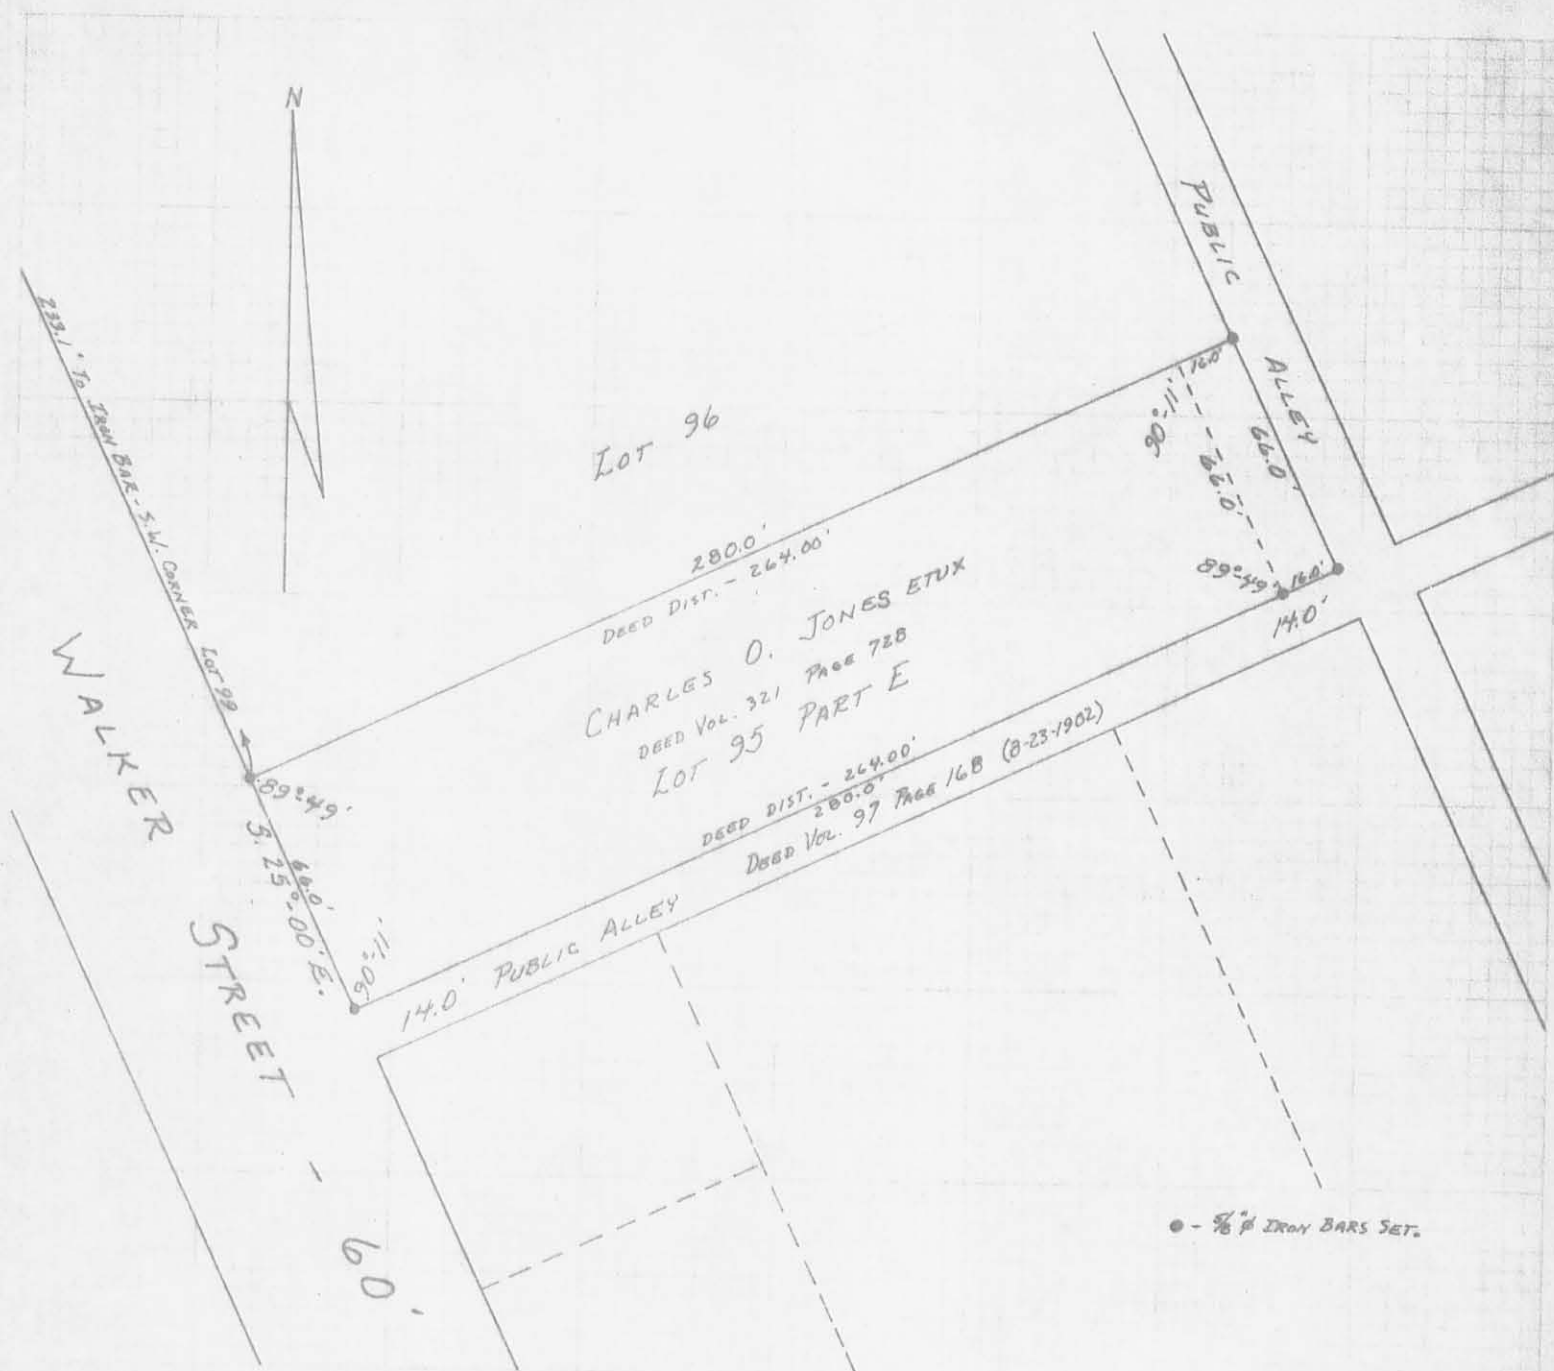 N
PUBLIC ALLEY
233.1' TO IRON BAR - S.W. CORNER LOT 99
LOT 96
16.0'
90°-11'
66.0'
66.0'
280.0'
DEED DIST. - 264.00'
89°-49'
16.0'
14.0'
CHARLES O. JONES ETUX
DEED VOL. 321 PAGE 728
LOT 95 PART E
WALKER STREET - 60'
89°-49'
66.0'
S. 25°-00' E.
90°-11'
DEED DIST. - 264.00'
280.0'
14.0' PUBLIC ALLEY DEED VOL. 97 PAGE 168 (8-23-1902)
● - 5/8"ø IRON BARS SET.